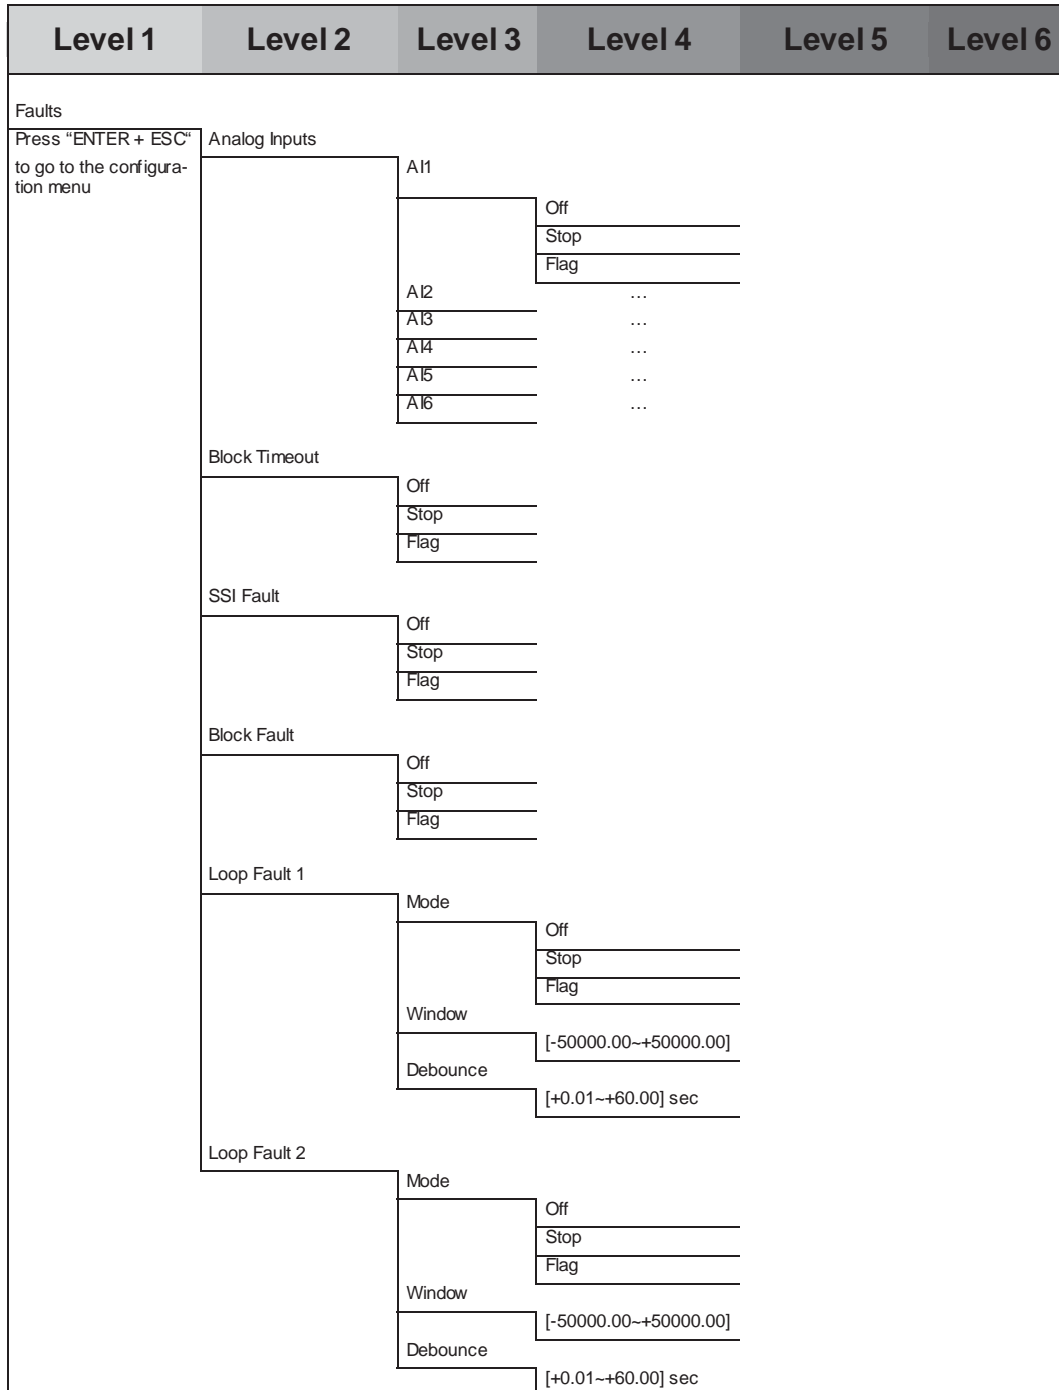 Level 1 Level 2 Level 3 Level 4 Level 5 Level 6
Faults
Press “ENTER + ESC“ Analog Inputs
to go to the configura- AI1
tion menu
Off
Stop
Flag
AI2 …
AI3 …
AI4 …
AI5 …
AI6 …
Block Timeout
Off
Stop
Flag
SSI Fault
Off
Stop
Flag
Block Fault
Off
Stop
Flag
Loop Fault 1
Mode
Off
Stop
Flag
Window
[-50000.00~+50000.00]
Debounce
[+0.01~+60.00] sec
Loop Fault 2
Mode
Off
Stop
Flag
Window
[-50000.00~+50000.00]
Debounce
[+0.01~+60.00] sec